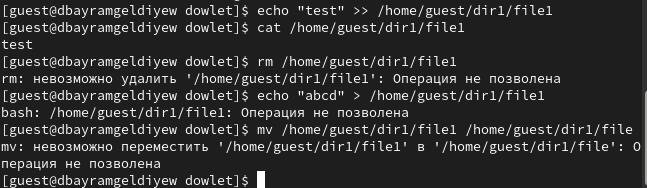 [guest@dbayramgeldiyew dowlet]$ echo "test" >> /home/guest/dir1/file1
[guest@dbayramgeldiyew dowlet]$ cat /home/guest/dir1/file1
test
[guest@dbayramgeldiyew dowlet]$ rm /home/guest/dir1/file1
rm: невозможно удалить '/home/guest/dir1/file1': Операция не позволена
[guest@dbayramgeldiyew dowlet]$ echo "abcd" > /home/guest/dir1/file1
bash: /home/guest/dir1/file1: Операция не позволена
[guest@dbayramgeldiyew dowlet]$ mv /home/guest/dir1/file1 /home/guest/dir1/file
mv: невозможно переместить '/home/guest/dir1/file1' в '/home/guest/dir1/file': О
перация не позволена
[guest@dbayramgeldiyew dowlet]$